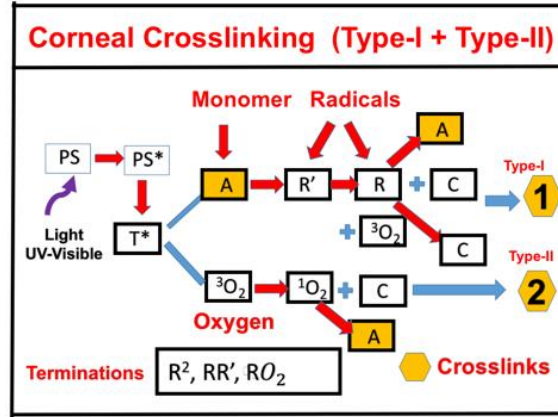 Corneal Crosslinking (Type-I + Type-II)
Monomer Radicals
A
PS PS* A R' R + C Type-I 1
Light
UV-Visible
T* + ³O₂ C
Type-II
³O₂ ¹O₂ + C 2
Oxygen A
Terminations R², RR', RO₂ Crosslinks